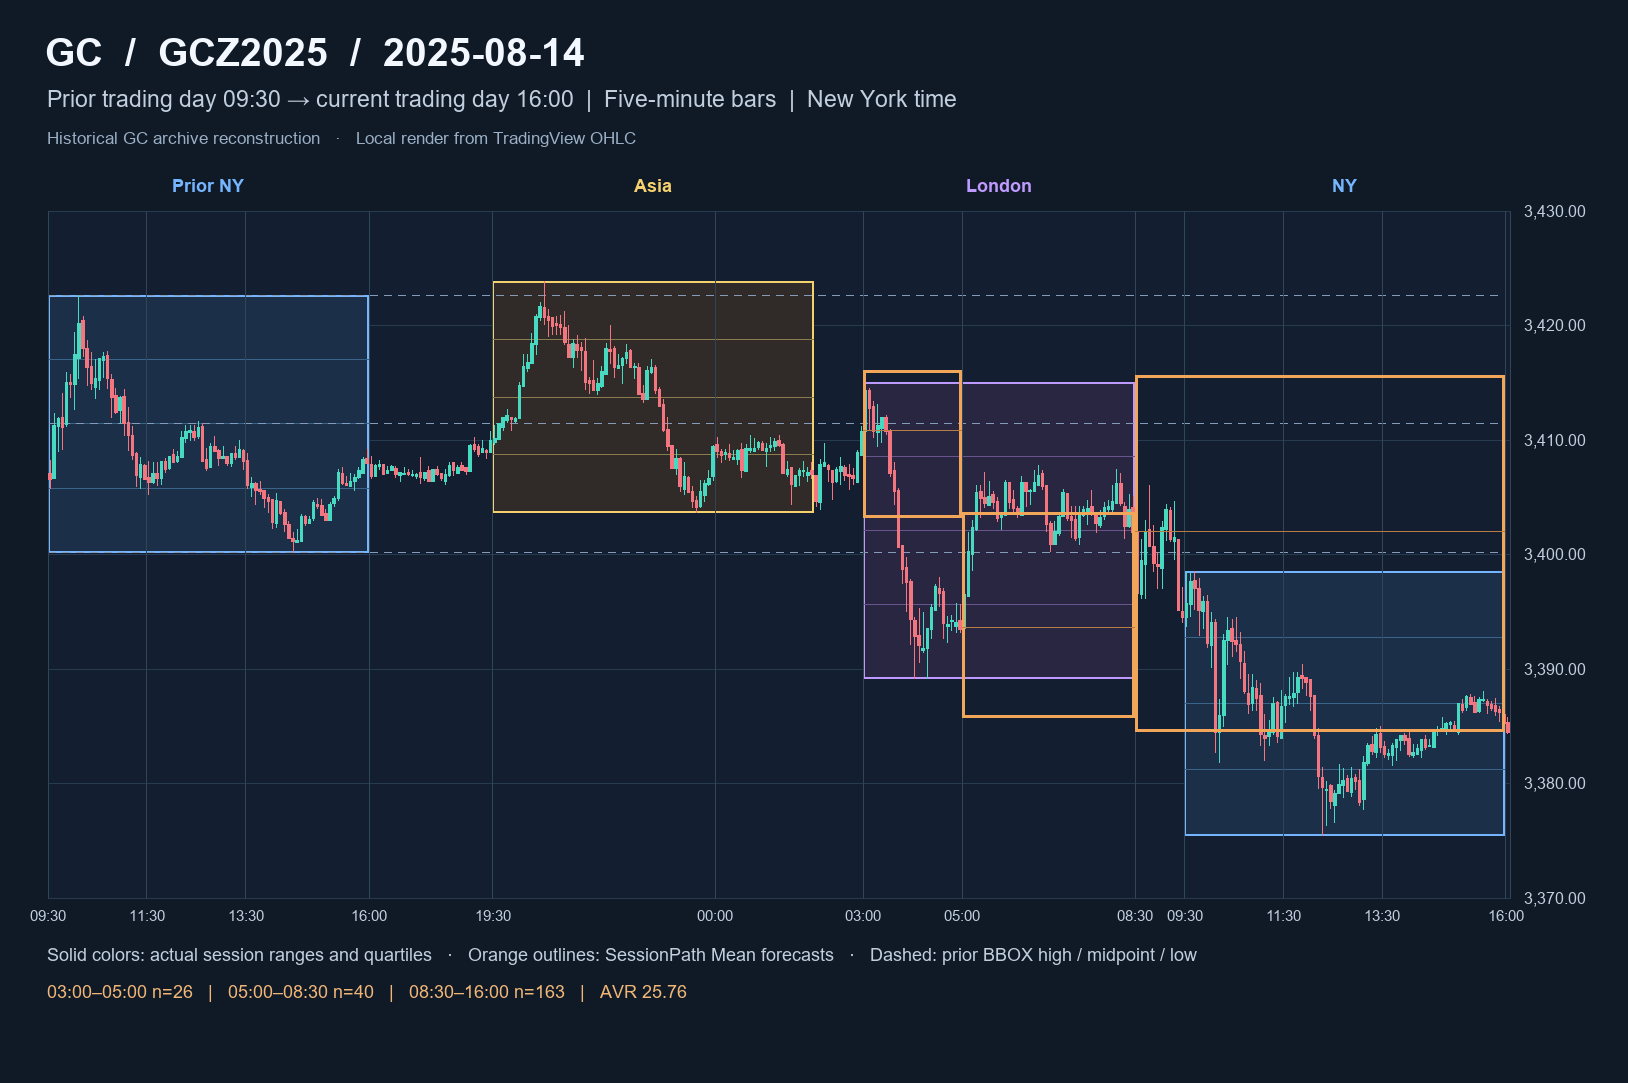 GC / GCZ2025 / 2025-08-14
Prior trading day 09:30 → current trading day 16:00 | Five-minute bars | New York time
Historical GC archive reconstruction · Local render from TradingView OHLC
Prior NY Asia London NY
3,430.00
3,420.00
3,410.00
3,400.00
3,390.00
3,380.00
3,370.00
09:30 11:30 13:30 16:00 19:30 00:00 03:00 05:00 08:30 09:30 11:30 13:30 16:00
Solid colors: actual session ranges and quartiles · Orange outlines: SessionPath Mean forecasts · Dashed: prior BBOX high / midpoint / low
03:00–05:00 n=26 | 05:00–08:30 n=40 | 08:30–16:00 n=163 | AVR 25.76